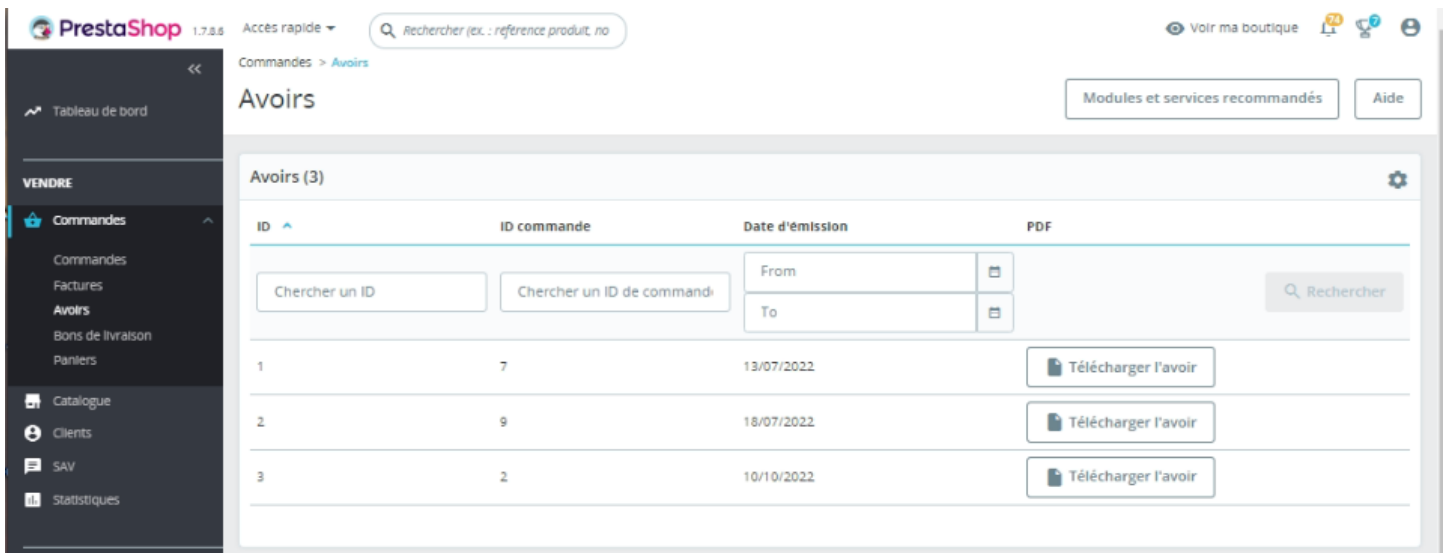 PrestaShop 1.7.8.6 Accès rapide Rechercher (ex. : référence produit, no Voir ma boutique 74 7
Commandes > Avoirs
Avoirs
Modules et services recommandés Aide
Tableau de bord
VENDRE
Commandes
Commandes
Factures
Avoirs
Bons de livraison
Paniers
Catalogue
Clients
SAV
Statistiques
Avoirs (3)
ID ID commande Date d'émission PDF
Chercher un ID Chercher un ID de command
From
To
Rechercher
1 7 13/07/2022 Télécharger l'avoir
2 9 18/07/2022 Télécharger l'avoir
3 2 10/10/2022 Télécharger l'avoir